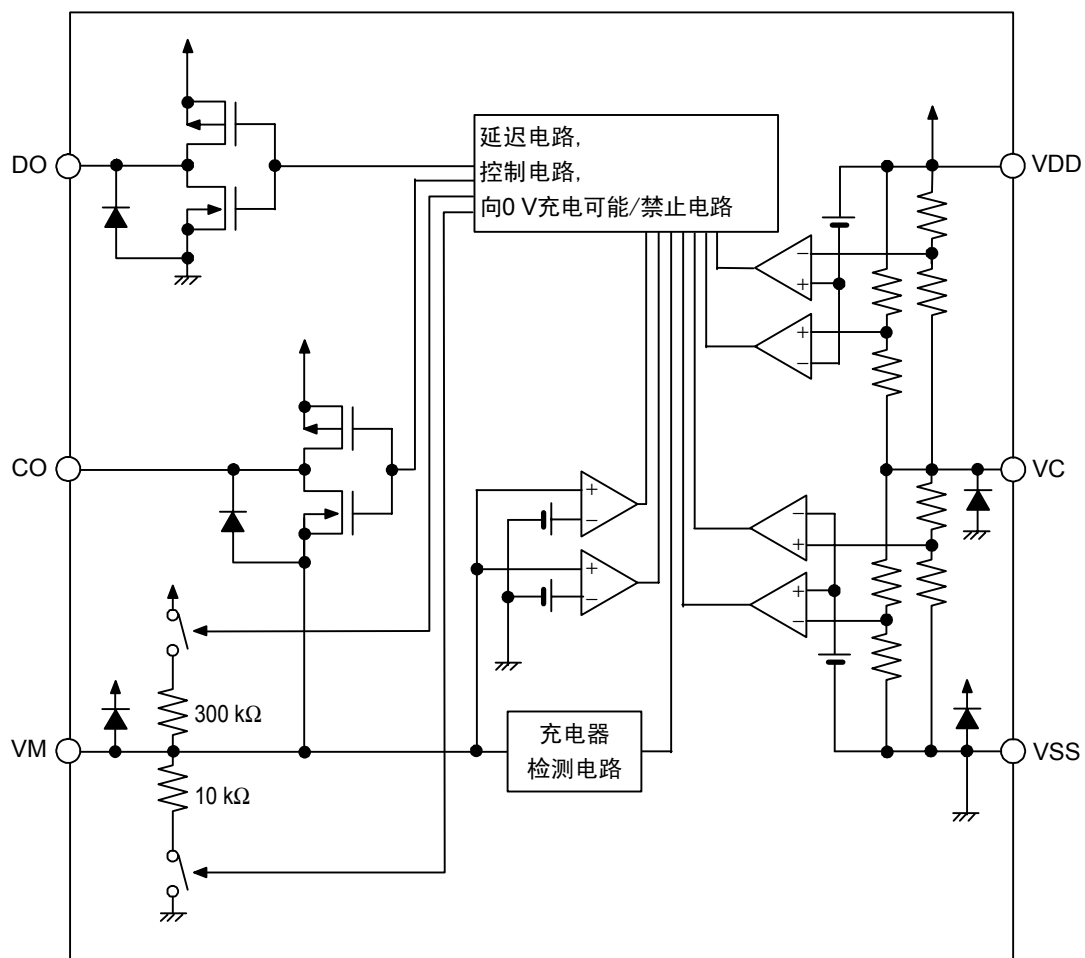 延迟电路,
控制电路,
向0 V充电可能/禁止电路
DO
VDD
−
+
+
−
CO
VC
+
−
−
+
+
−
+
−
300 kΩ
VM
充电器
检测电路
VSS
10 kΩ